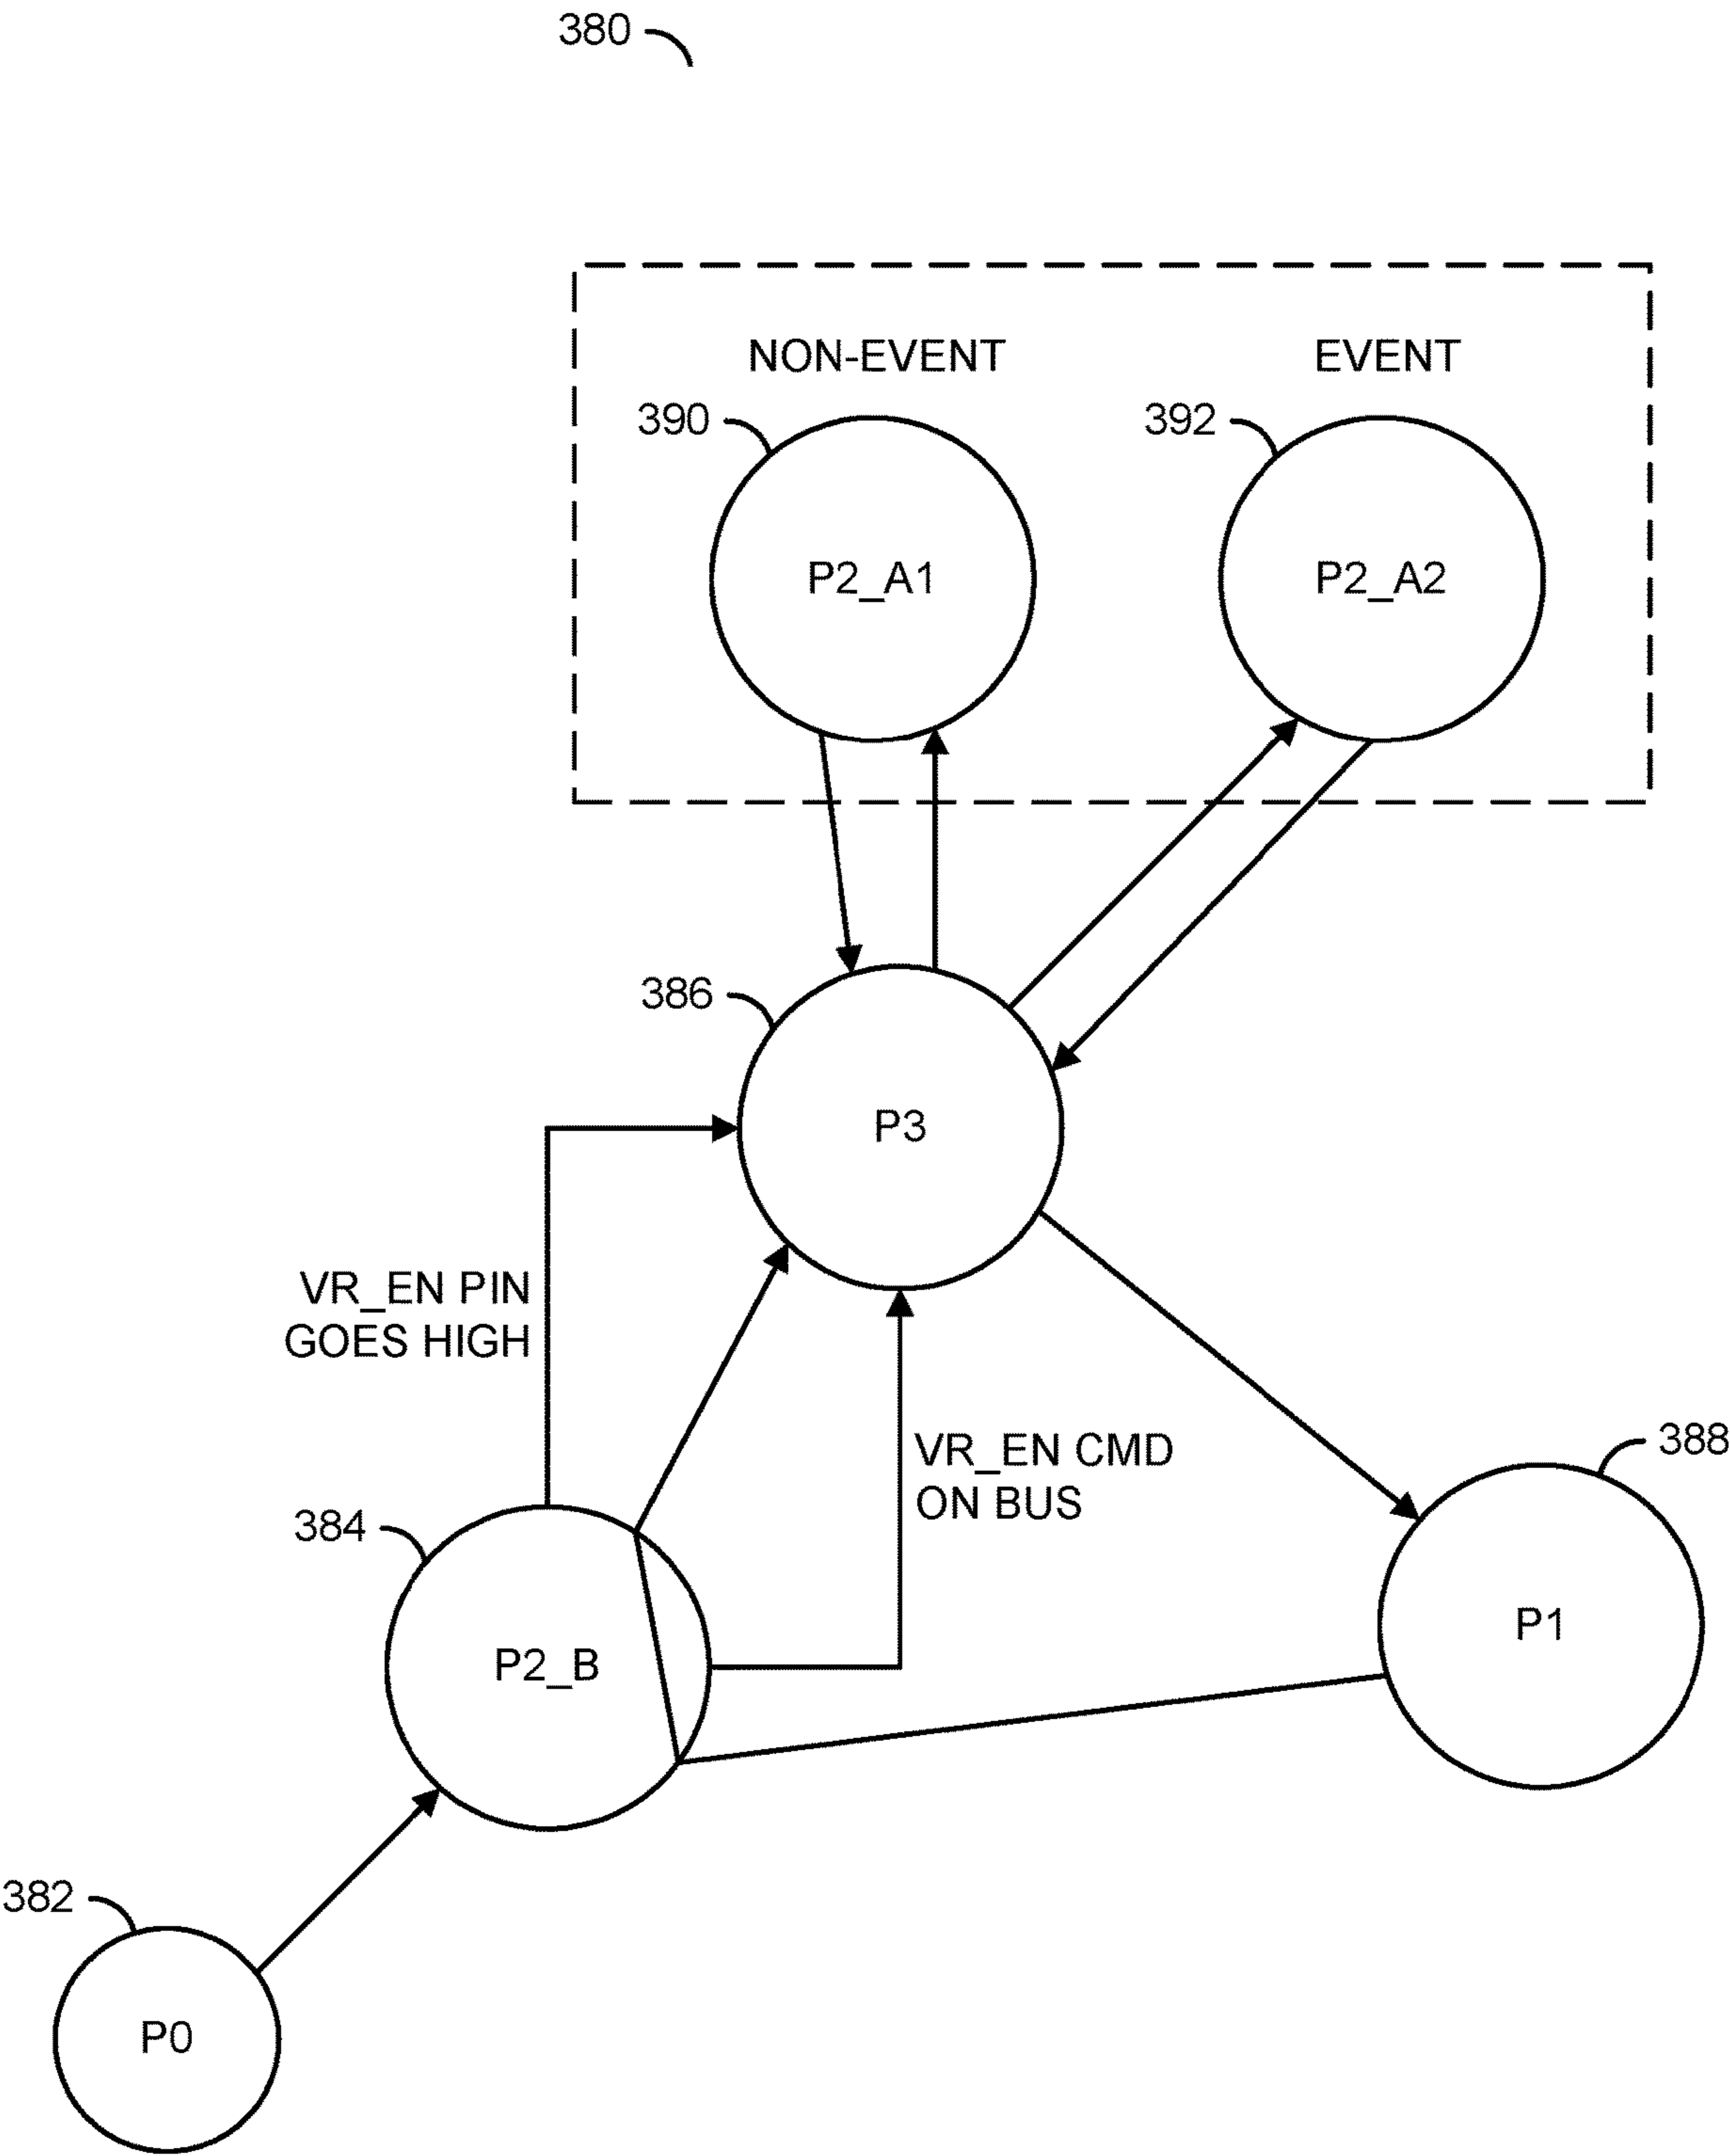 380
NON-EVENT
EVENT
390
392
P2_A1
P2_A2
386
P3
VR_EN PIN
GOES HIGH
VR_EN CMD
ON BUS
388
384
P1
P2_B
382
P0